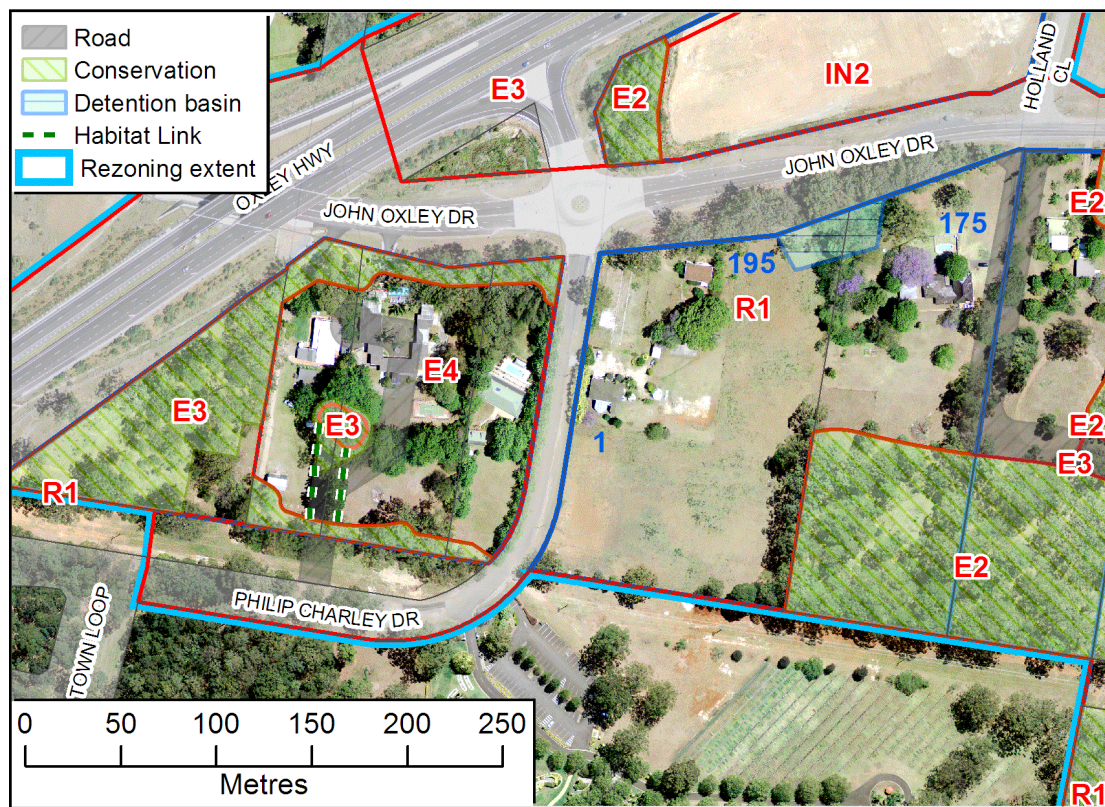 Road
Conservation
Detention basin
Habitat Link
Rezoning extent
E3
E2
IN2
HOLLAND
CL
OXLEY HWY
JOHN OXLEY DR
JOHN OXLEY DR
175
195
E2
R1
E4
E3
E3
1
E2
E3
R1
E2
PHILIP CHARLEY DR
TOWN LOOP
0 50 100 150 200 250
Metres
R1